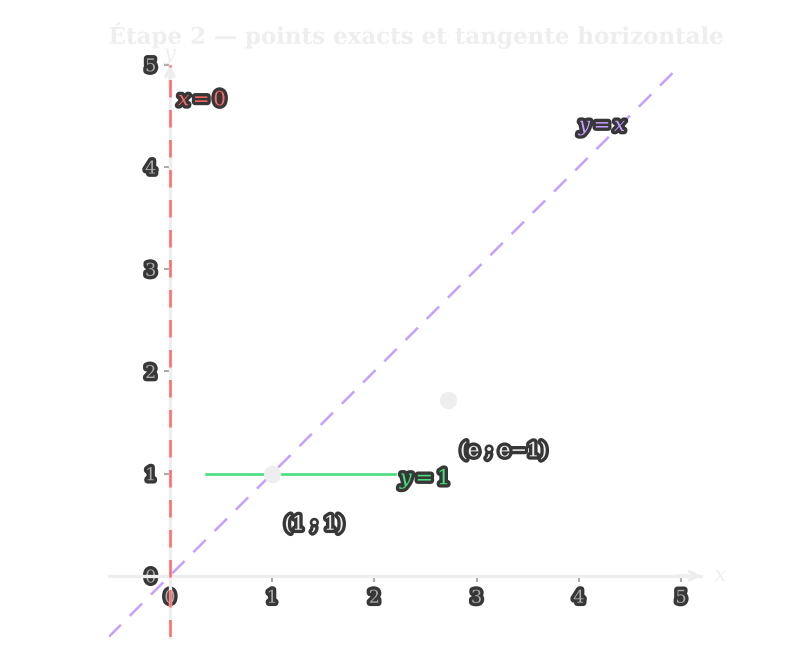 Étape 2 — points exacts et tangente horizontale
y
5
x=0
y=x
4
3
2
(e ; e−1)
1
y=1
(1 ; 1)
0
x
0 1 2 3 4 5